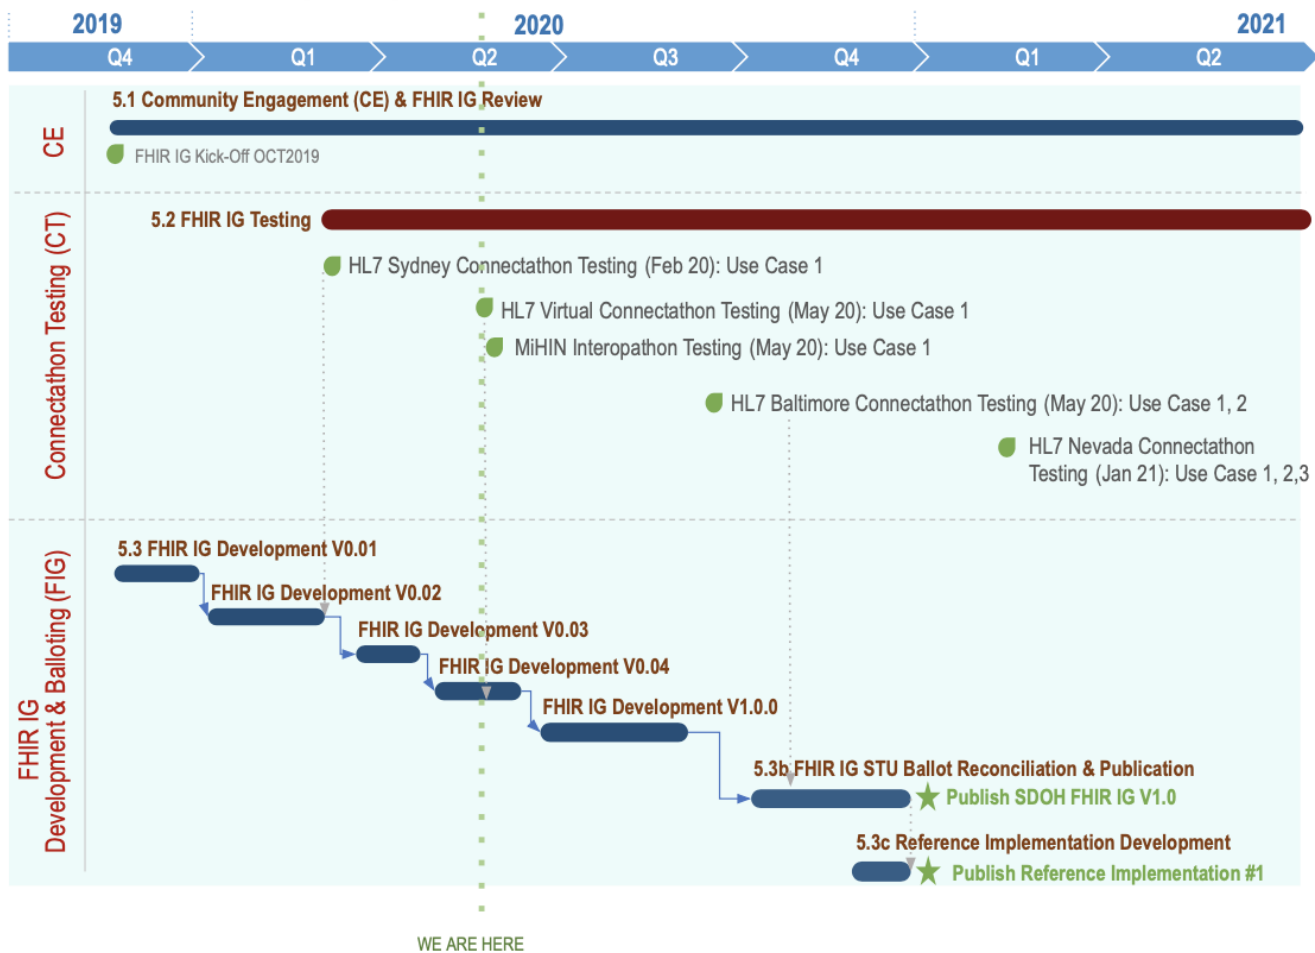 2019
2020
2021
Q4
Q1
Q2
Q3
Q4
Q1
Q2
CE
5.1 Community Engagement (CE) & FHIR IG Review
FHIR IG Kick-Off OCT2019
Connectathon Testing (CT)
5.2 FHIR IG Testing
HL7 Sydney Connectathon Testing (Feb 20): Use Case 1
HL7 Virtual Connectathon Testing (May 20): Use Case 1
MiHIN Interopathon Testing (May 20): Use Case 1
HL7 Baltimore Connectathon Testing (May 20): Use Case 1, 2
HL7 Nevada Connectathon
Testing (Jan 21): Use Case 1, 2,3
FHIR IG
Development & Balloting (FIG)
5.3 FHIR IG Development V0.01
FHIR IG Development V0.02
FHIR IG Development V0.03
FHIR IG Development V0.04
FHIR IG Development V1.0.0
5.3b FHIR IG STU Ballot Reconciliation & Publication
Publish SDOH FHIR IG V1.0
5.3c Reference Implementation Development
Publish Reference Implementation #1
WE ARE HERE